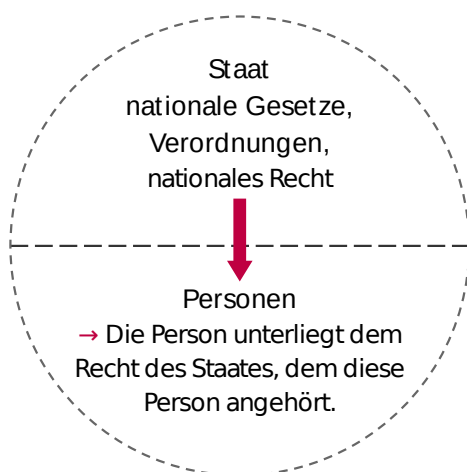 Staat
nationale Gesetze,
Verordnungen,
nationales Recht
Personen
→ Die Person unterliegt dem
Recht des Staates, dem diese
Person angehört.